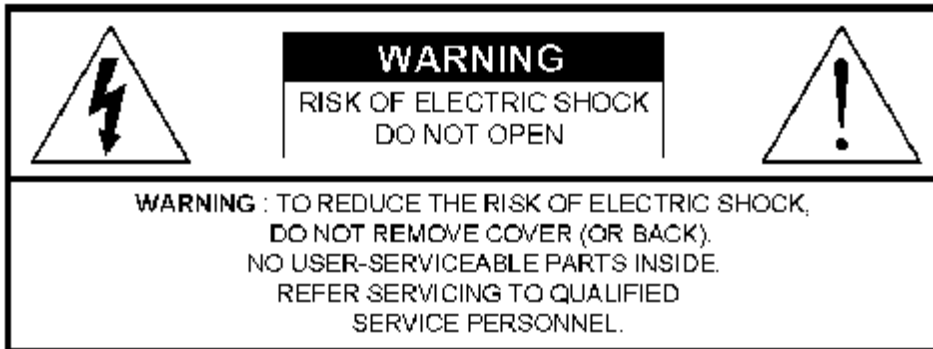 WARNING
RISK OF ELECTRIC SHOCK
DO NOT OPEN
WARNING : TO REDUCE THE RISK OF ELECTRIC SHOCK,
DO NOT REMOVE COVER (OR BACK).
NO USER-SERVICEABLE PARTS INSIDE.
REFER SERVICING TO QUALIFIED
SERVICE PERSONNEL.